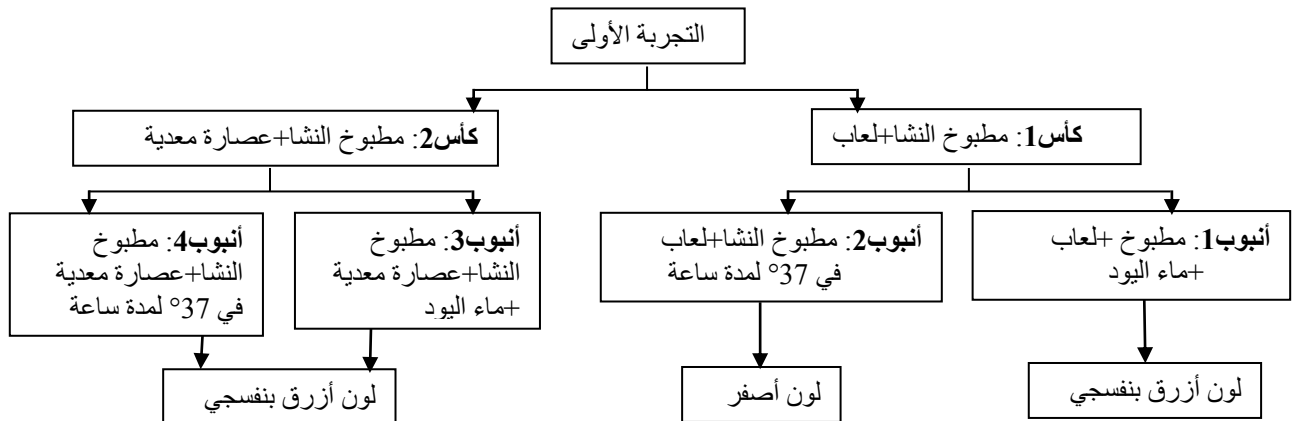 التجربة الأولى
كأس1: مطبوخ النشا+لعاب
كأس2: مطبوخ النشا+عصارة معدية
أنبوب1: مطبوخ +لعاب
+ماء اليود
أنبوب2: مطبوخ النشا+لعاب
في 37° لمدة ساعة
أنبوب3: مطبوخ
النشا+عصارة معدية
+ماء اليود
أنبوب4: مطبوخ
النشا+عصارة معدية
في 37° لمدة ساعة
لون أزرق بنفسجي
لون أصفر
لون أزرق بنفسجي